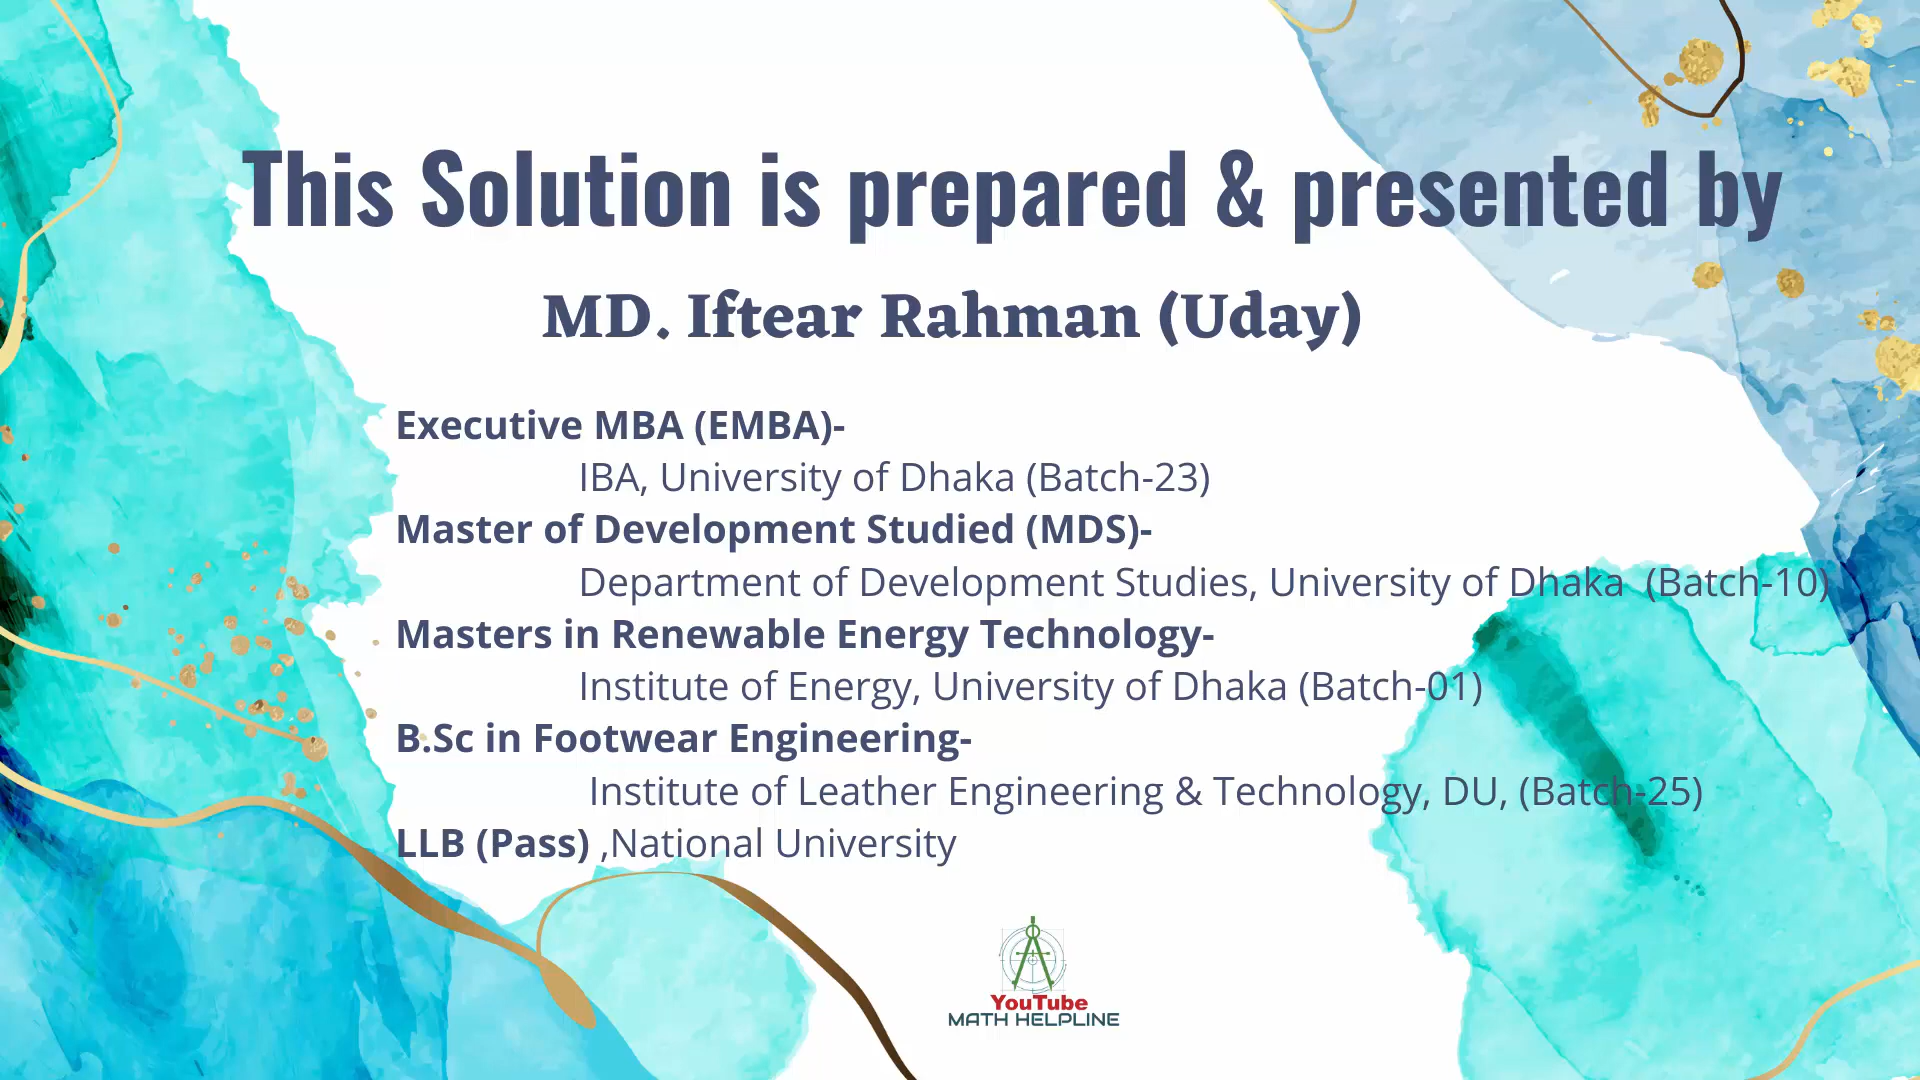 This Solution is prepared & presented by
MD. Iftear Rahman (Uday)
Executive MBA (EMBA)-
IBA, University of Dhaka (Batch-23)
Master of Development Studied (MDS)-
Department of Development Studies, University of Dhaka (Batch-10)
Masters in Renewable Energy Technology-
Institute of Energy, University of Dhaka (Batch-01)
B.Sc in Footwear Engineering-
Institute of Leather Engineering & Technology, DU, (Batch-25)
LLB (Pass) ,National University
YouTube
MATH HELPLINE